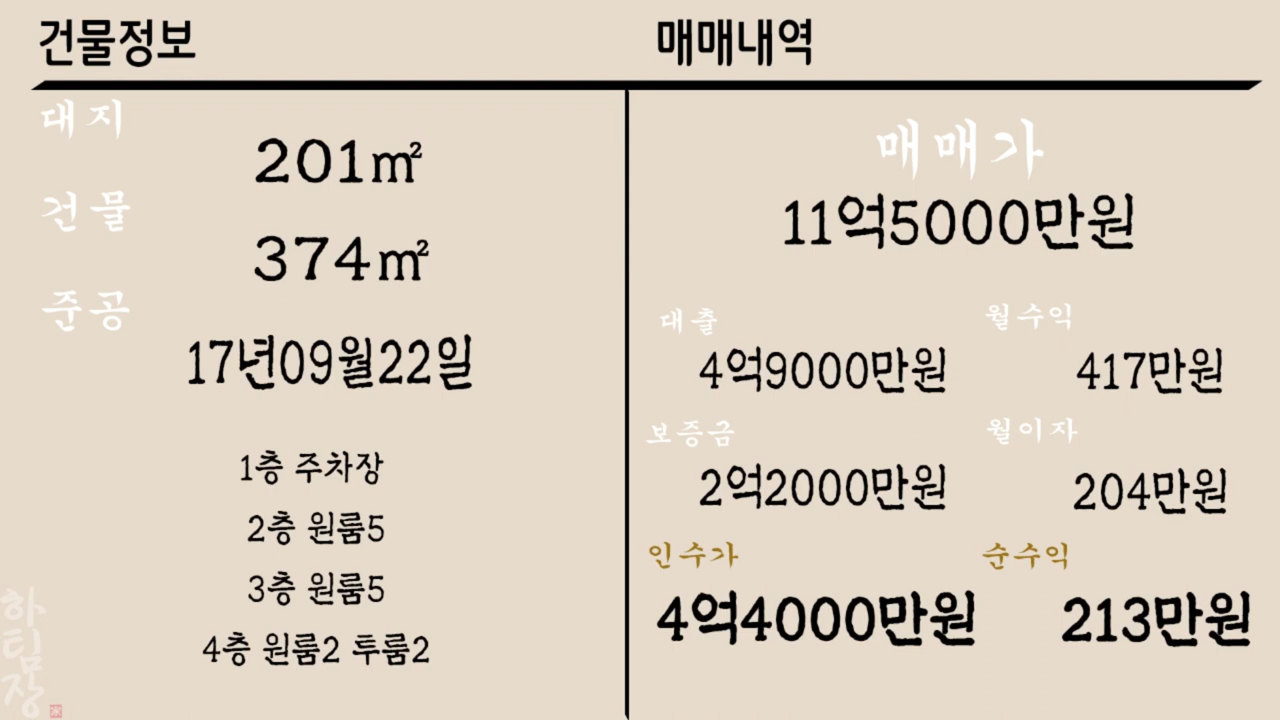 건물정보
대지
201㎡
건물
374㎡
준공
17년09월22일
1층 주차장
2층 원룸5
3층 원룸5
4층 원룸2 투룸2
매매내역
매매가
11억5000만원
대출
4억9000만원
월수익
417만원
보증금
2억2000만원
월이자
204만원
인수가
4억4000만원
순수익
213만원
하팀장